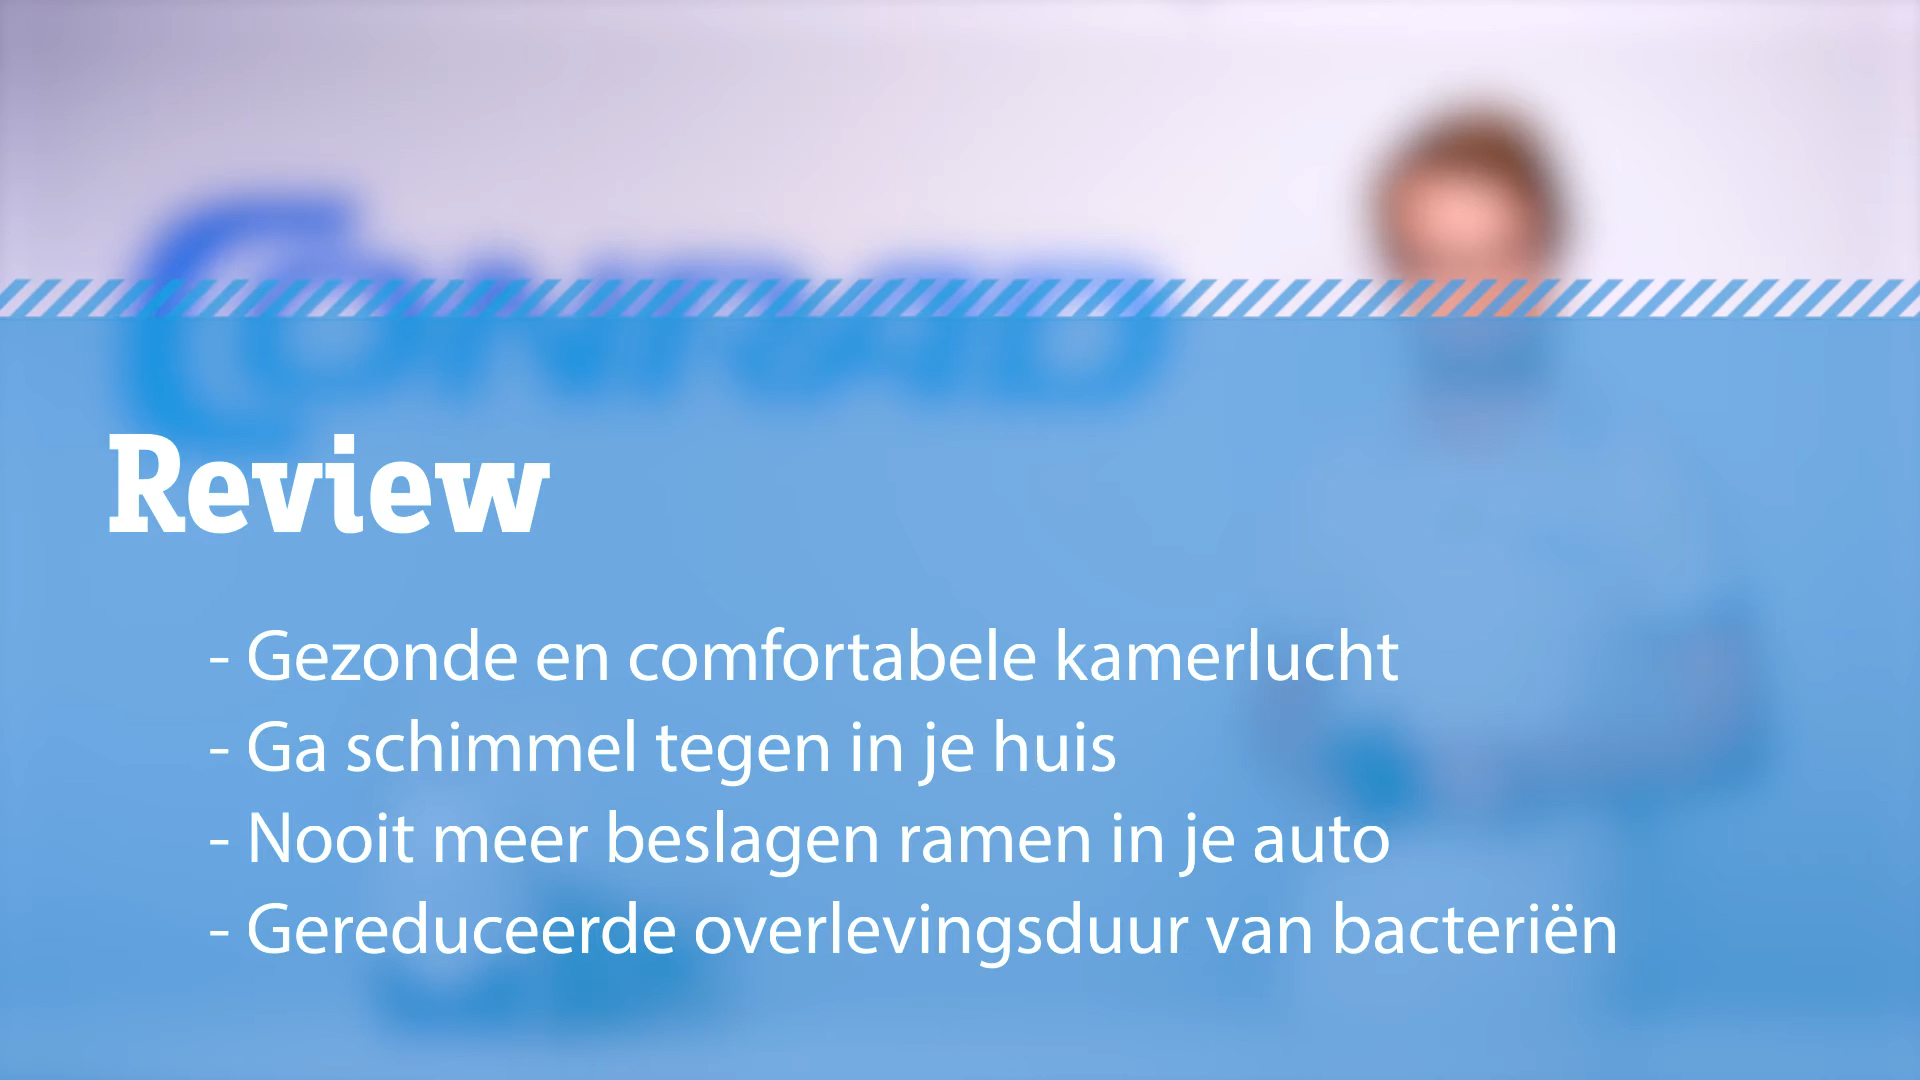 Conrad
Review
- Gezonde en comfortabele kamerlucht
- Ga schimmel tegen in je huis
- Nooit meer beslagen ramen in je auto
- Gereduceerde overlevingsduur van bacteriën